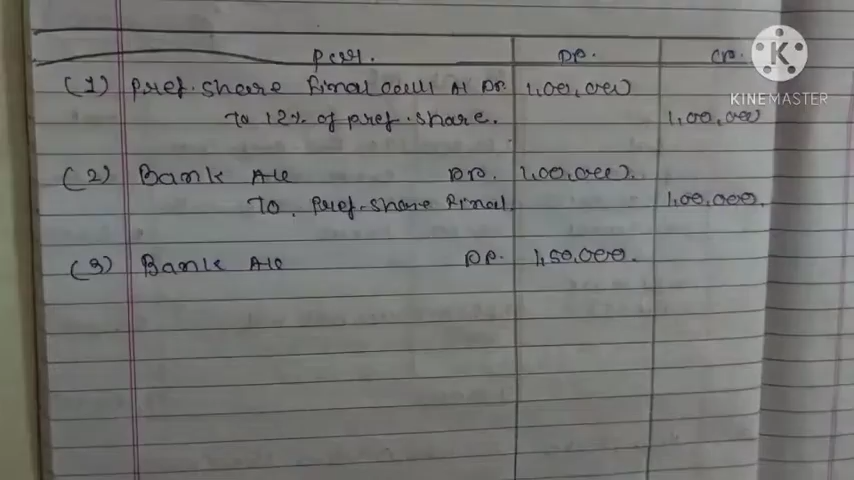 Pcrs. Dr. Cr.
(1) Pref. share Final call A/c Dr. 1,00,000
To 12% of pref. share. 1,00,000
(2) Bank A/c Dr. 1,00,000.
To. Pref. share Final. 1,00,000.
(3) Bank A/c Dr. 1,50,000.
K
KINEMASTER